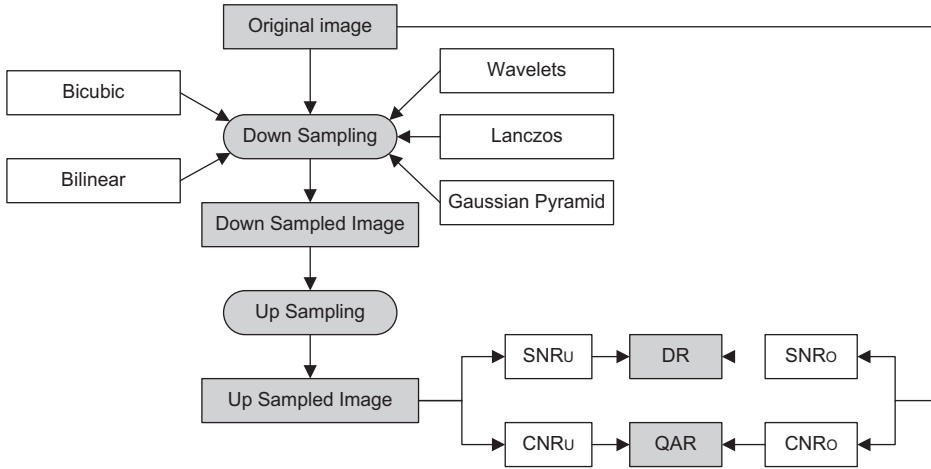 Original image
Wavelets
Bicubic
Down Sampling
Lanczos
Bilinear
Gaussian Pyramid
Down Sampled Image
Up Sampling
SNRU
DR
SNRO
Up Sampled Image
CNRU
QAR
CNRO